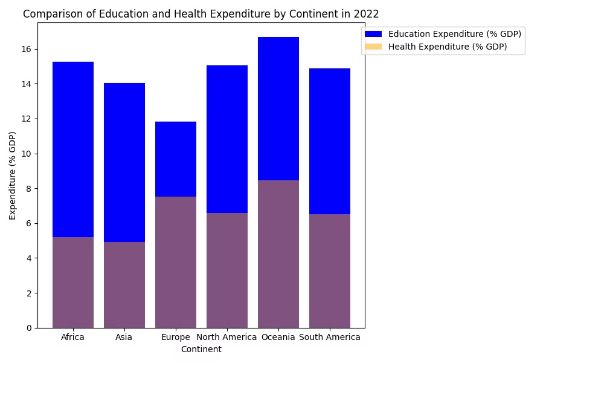 Comparison of Education and Health Expenditure by Continent in 2022
Education Expenditure (% GDP)
Health Expenditure (% GDP)
Expenditure (% GDP)
16
14
12
10
8
6
4
2
0
Africa Asia Europe North America Oceania South America
Continent